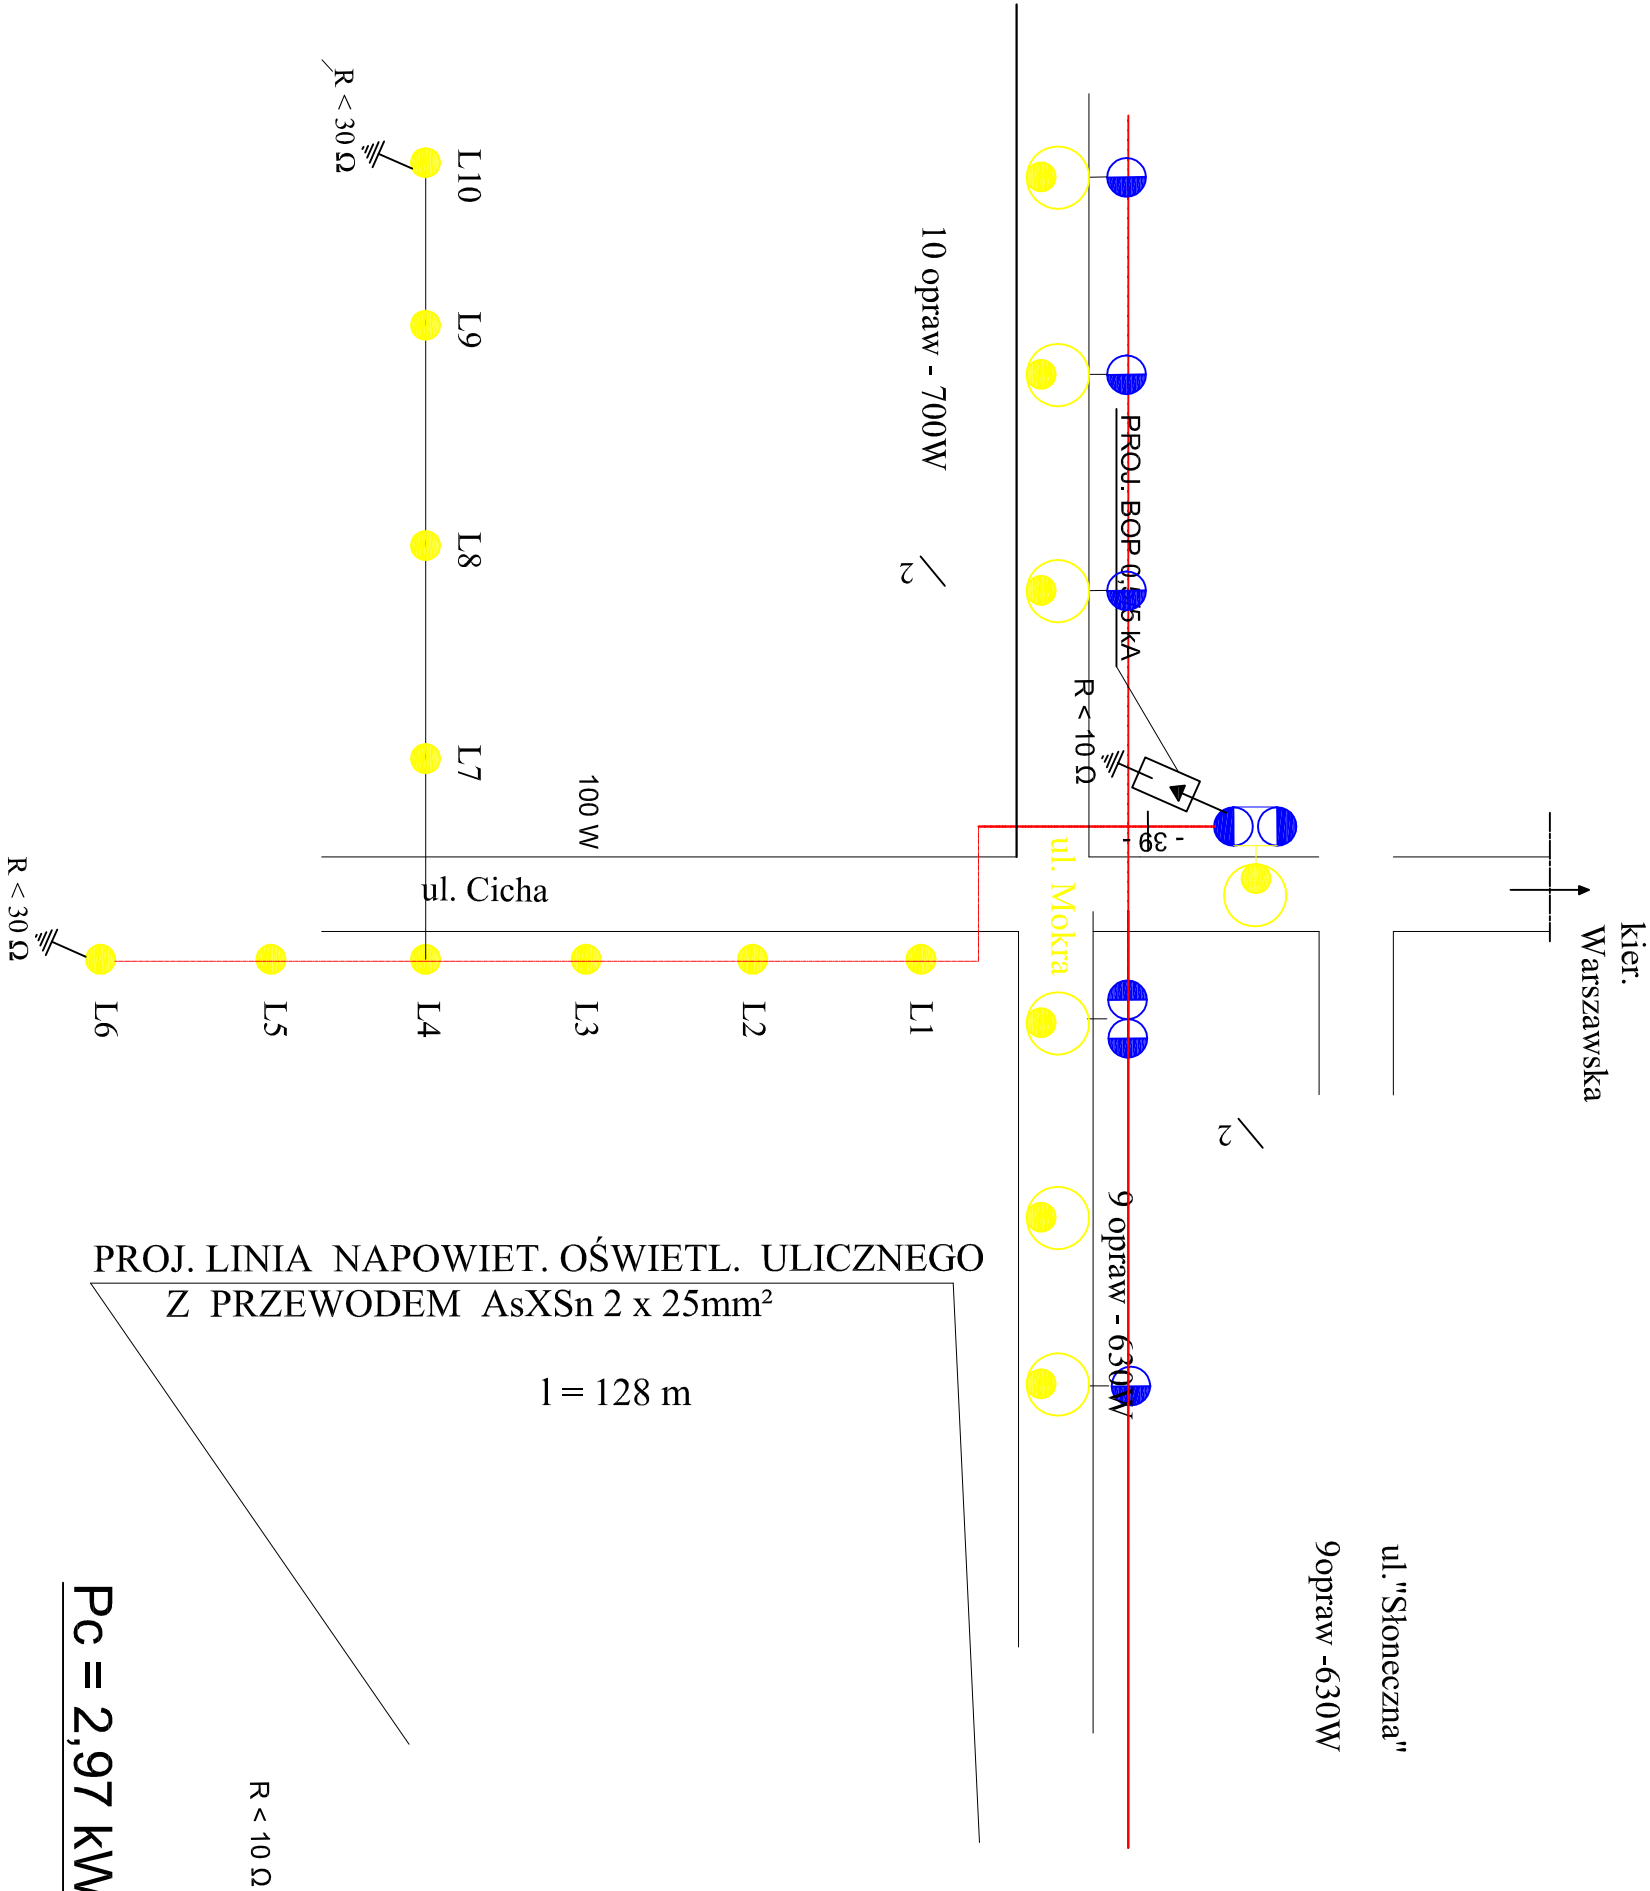 kier.
Warszawska
ul."Słoneczna"
9opraw -630W
- 39 -
PROJ. BOP
kA
R < 10 Ω
ul. Mokra
9 opraw - 630W
2
2
10 opraw - 700W
100 W
ul. Cicha
L10
L9
L8
L7
R < 30 Ω
L1
L2
L3
L4
L5
L6
R < 30 Ω
PROJ. LINIA NAPOWIET. OŚWIETL. ULICZNEGO
Z PRZEWODEM AsXSn 2 x 25mm²
l = 128 m
R < 10 Ω
Pc = 2,97 kW